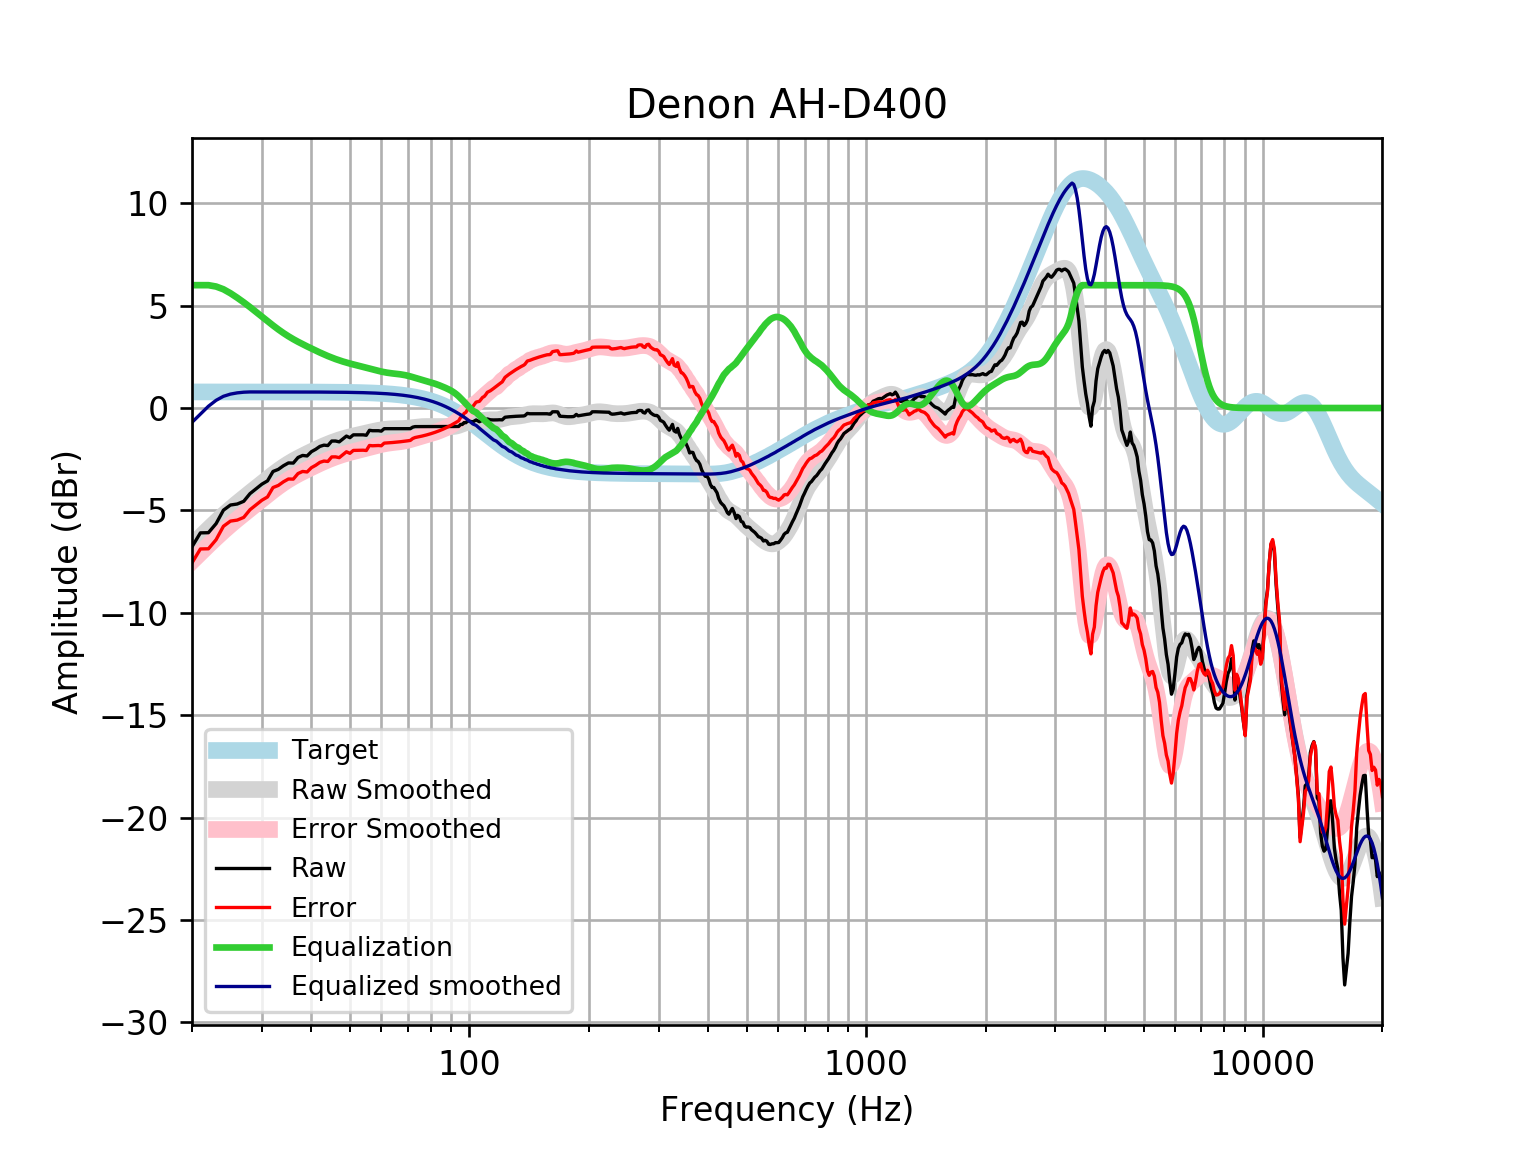 Denon AH-D400
Amplitude (dBr)
10
5
0
−5
−10
−15
−20
−25
−30
Target
Raw Smoothed
Error Smoothed
Raw
Error
Equalization
Equalized smoothed
100
1000
10000
Frequency (Hz)